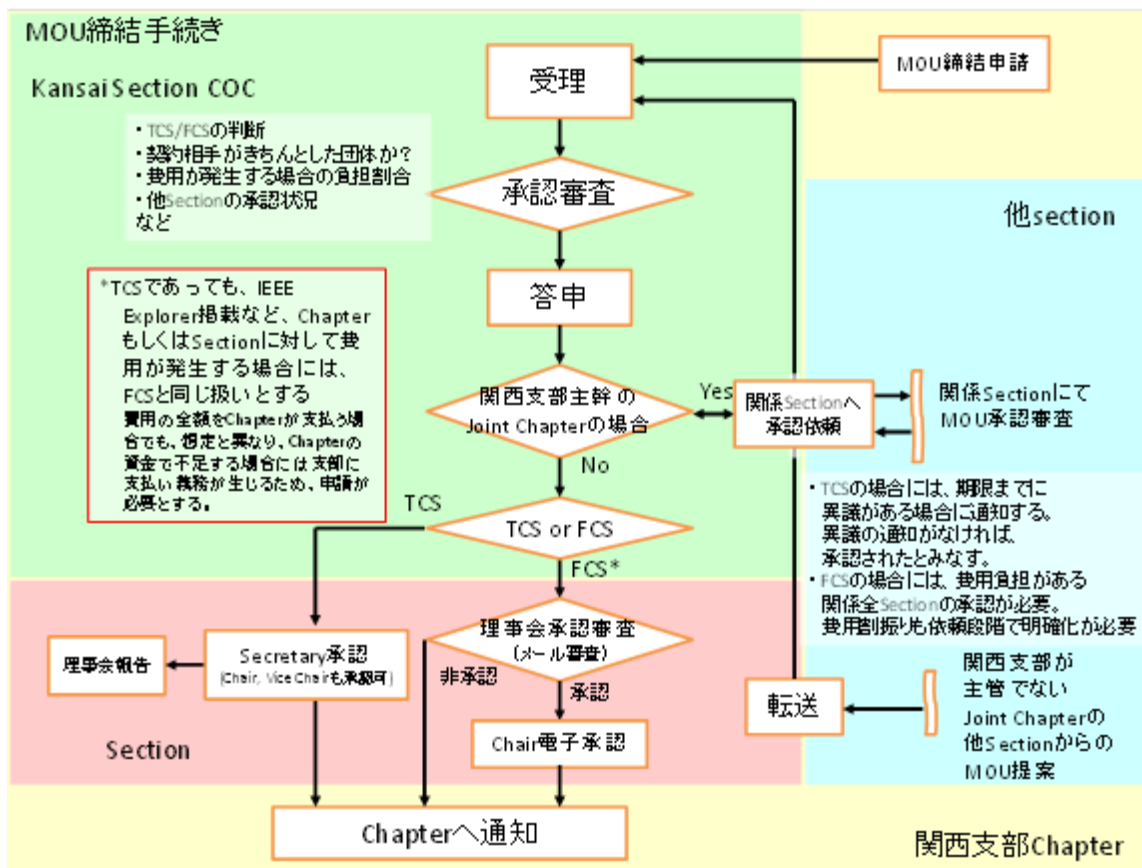 MOU締結手続き
Kansai Section COC
受理
MOU締結申請
・TCS/FCSの判断
・契約相手がきちんとした団体か？
・費用が発生する場合の負担割合
・他Sectionの承認状況
など
承認審査
他section
答申
*TCSであっても、IEEE
Explorer掲載など、Chapter
もしくはSectionに対して費
用が発生する場合には、
FCSと同じ扱いとする
費用の全額をChapterが支払う場
合でも、想定と異なり、Chapterの
資金で不足する場合には支部に
支払い義務が生じるため、申請が
必要とする。
関西支部主幹の
Joint Chapterの場合
Yes
関係Sectionへ
承認依頼
関係Sectionにて
MOU承認審査
No
・TCSの場合には、期限までに
異議がある場合に通知する。
異議の通知がなければ、
承認されたとみなす。
・FCSの場合には、費用負担がある
関係全Sectionの承認が必要。
費用割振りも依頼段階で明確化が必要
TCS
TCS or FCS
FCS*
理事会承認審査
(メール審査)
理事会報告
Secretary承認
(Chair, Vice Chairも承認可)
非承認
承認
転送
関西支部が
主管でない
Joint Chapterの
他Sectionからの
MOU提案
Section
Chair電子承認
Chapterへ通知
関西支部Chapter